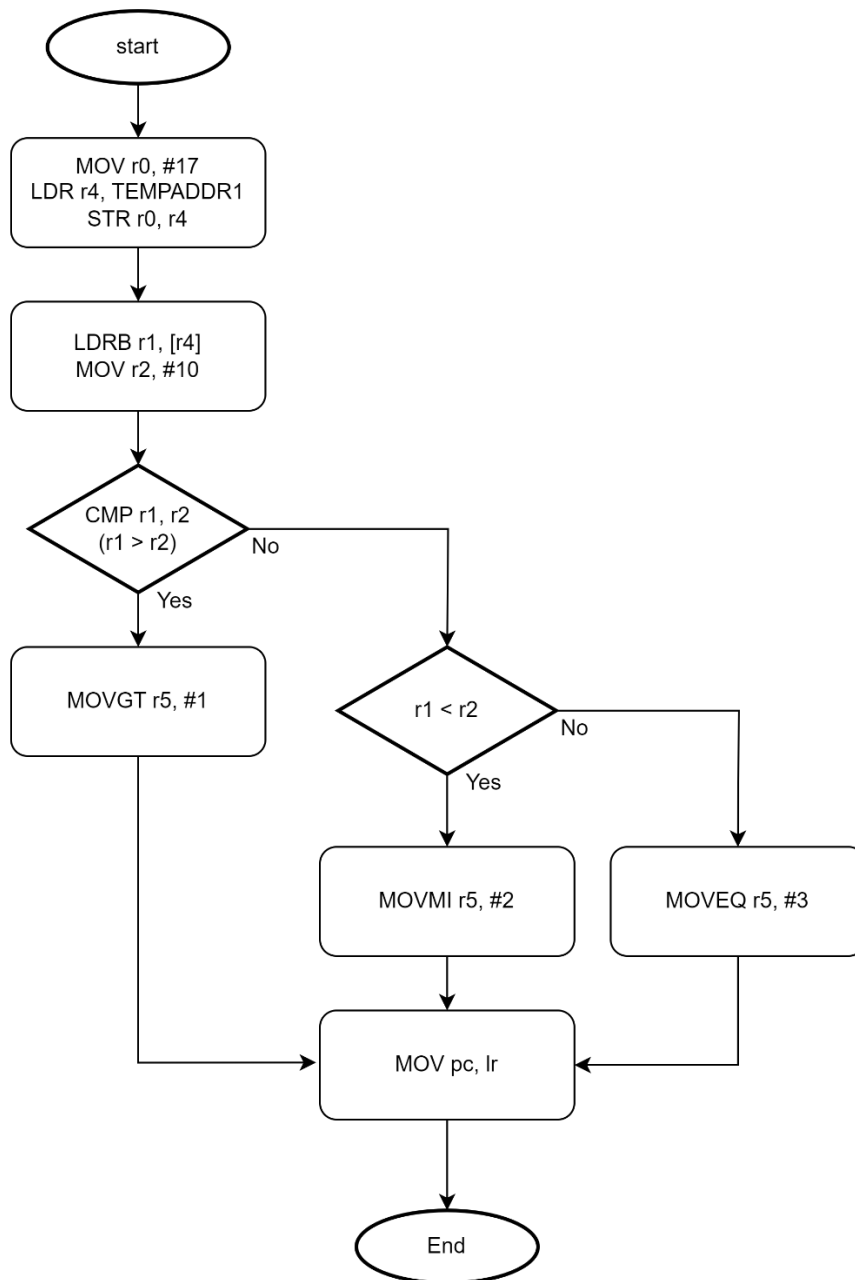 start
MOV r0, #17
LDR r4, TEMPADDR1
STR r0, r4
LDRB r1, [r4]
MOV r2, #10
CMP r1, r2
(r1 > r2)
No
Yes
MOVGT r5, #1
r1 < r2
No
Yes
MOVMI r5, #2
MOVEQ r5, #3
MOV pc, lr
End